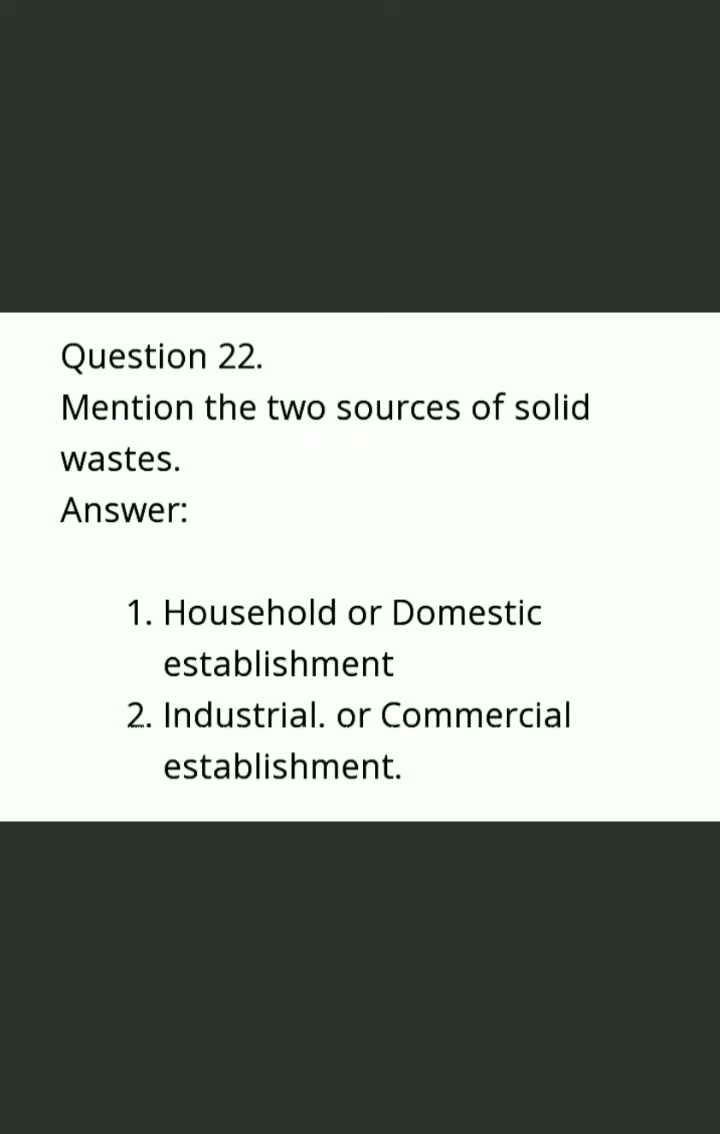 Question 22.
Mention the two sources of solid
wastes.
Answer:
1. Household or Domestic
establishment
2. Industrial. or Commercial
establishment.